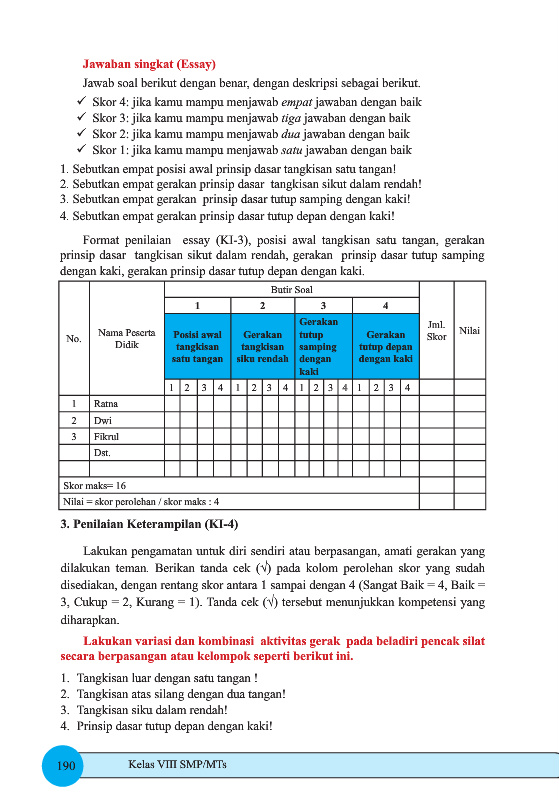 Jawaban singkat (Essay)
Jawab soal berikut dengan benar, dengan deskripsi sebagai berikut.
✓ Skor 4: jika kamu mampu menjawab empat jawaban dengan baik
✓ Skor 3: jika kamu mampu menjawab tiga jawaban dengan baik
✓ Skor 2: jika kamu mampu menjawab dua jawaban dengan baik
✓ Skor 1: jika kamu mampu menjawab satu jawaban dengan baik
1. Sebutkan empat posisi awal prinsip dasar tangkisan satu tangan!
2. Sebutkan empat gerakan prinsip dasar tangkisan sikut dalam rendah!
3. Sebutkan empat gerakan prinsip dasar tutup samping dengan kaki!
4. Sebutkan empat gerakan prinsip dasar tutup depan dengan kaki!
Format penilaian essay (KI-3), posisi awal tangkisan satu tangan, gerakan
prinsip dasar tangkisan sikut dalam rendah, gerakan prinsip dasar tutup samping
dengan kaki, gerakan prinsip dasar tutup depan dengan kaki.
No.
Nama Peserta
Didik
Butir Soal
1 2 3 4
Posisi awal
tangkisan
satu tangan
Gerakan
tangkisan
siku rendah
Gerakan
tutup
samping
dengan
kaki
Gerakan
tutup depan
dengan kaki
Jml.
Skor
Nilai
1 2 3 4 1 2 3 4 1 2 3 4 1 2 3 4
1 Ratna
2 Dwi
3 Fikrul
Dst.
Skor maks= 16
Nilai = skor perolehan / skor maks : 4
3. Penilaian Keterampilan (KI-4)
Lakukan pengamatan untuk diri sendiri atau berpasangan, amati gerakan yang
dilakukan teman. Berikan tanda cek (√) pada kolom perolehan skor yang sudah
disediakan, dengan rentang skor antara 1 sampai dengan 4 (Sangat Baik = 4, Baik =
3, Cukup = 2, Kurang = 1). Tanda cek (√) tersebut menunjukkan kompetensi yang
diharapkan.
Lakukan variasi dan kombinasi aktivitas gerak pada beladiri pencak silat
secara berpasangan atau kelompok seperti berikut ini.
1. Tangkisan luar dengan satu tangan !
2. Tangkisan atas silang dengan dua tangan!
3. Tangkisan siku dalam rendah!
4. Prinsip dasar tutup depan dengan kaki!
190
Kelas VIII SMP/MTs